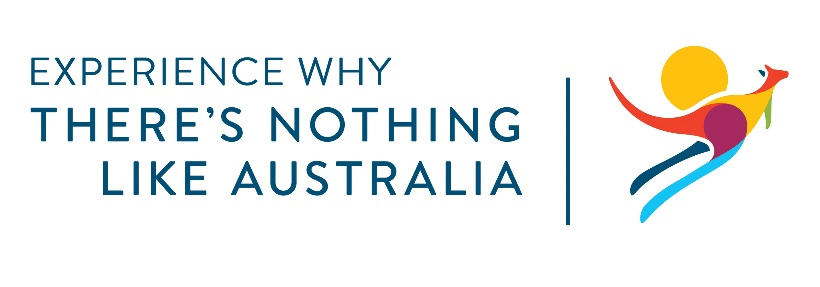 EXPERIENCE WHY
THERE’S NOTHING
LIKE AUSTRALIA